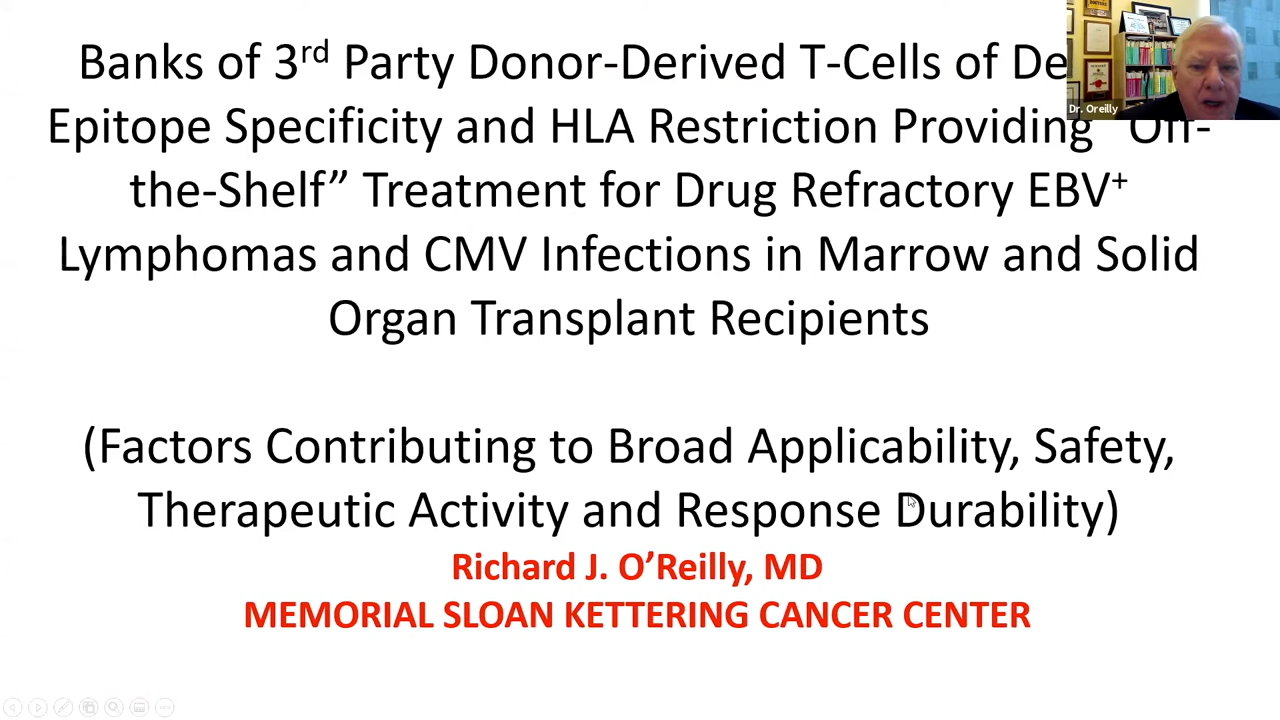 Banks of 3rd Party Donor-Derived T-Cells of
Epitope Specificity and HLA Restriction Providing
the-Shelf” Treatment for Drug Refractory EBV+
Lymphomas and CMV Infections in Marrow and Solid
Organ Transplant Recipients
(Factors Contributing to Broad Applicability, Safety,
Therapeutic Activity and Response Durability)
Richard J. O’Reilly, MD
MEMORIAL SLOAN KETTERING CANCER CENTER
Dr. Oreilly